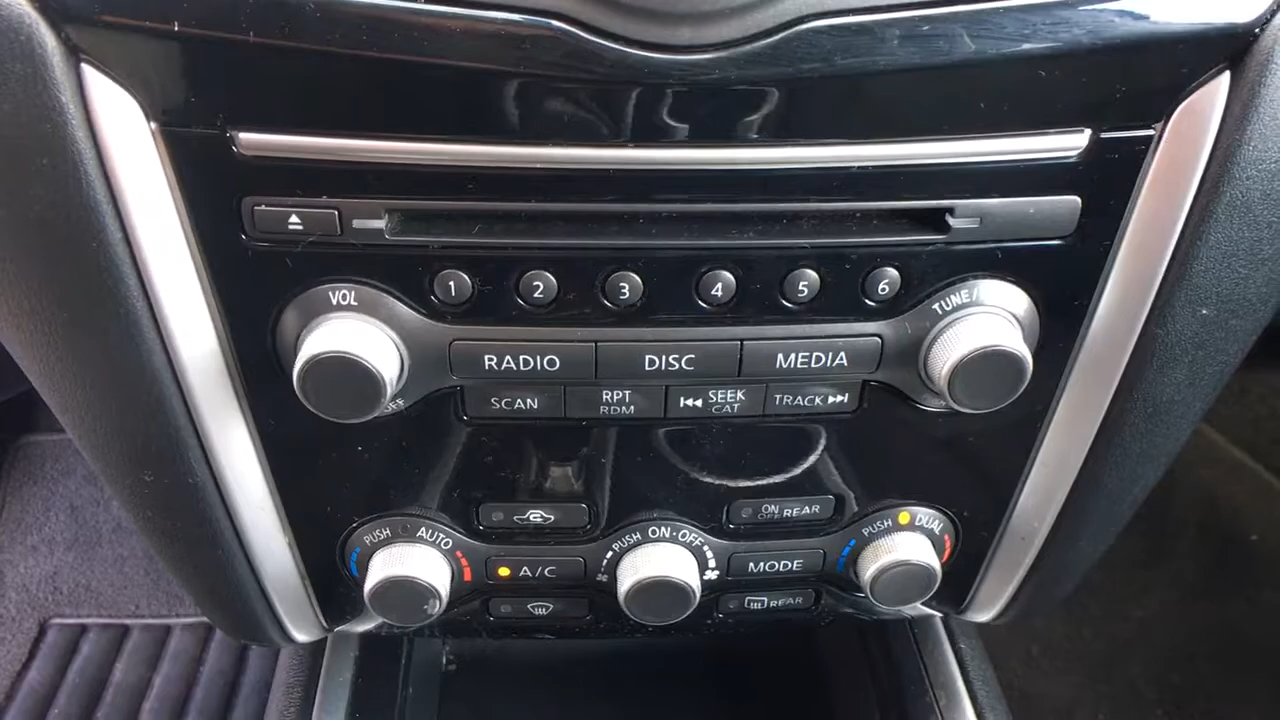 VOL
1 2 3 4 5 6
TUNE/
RADIO DISC MEDIA
SCAN
RPT
RDM
SEEK
CAT
TRACK
ON
OFF REAR
PUSH AUTO
A/C
PUSH ON·OFF
MODE
PUSH DUAL
REAR